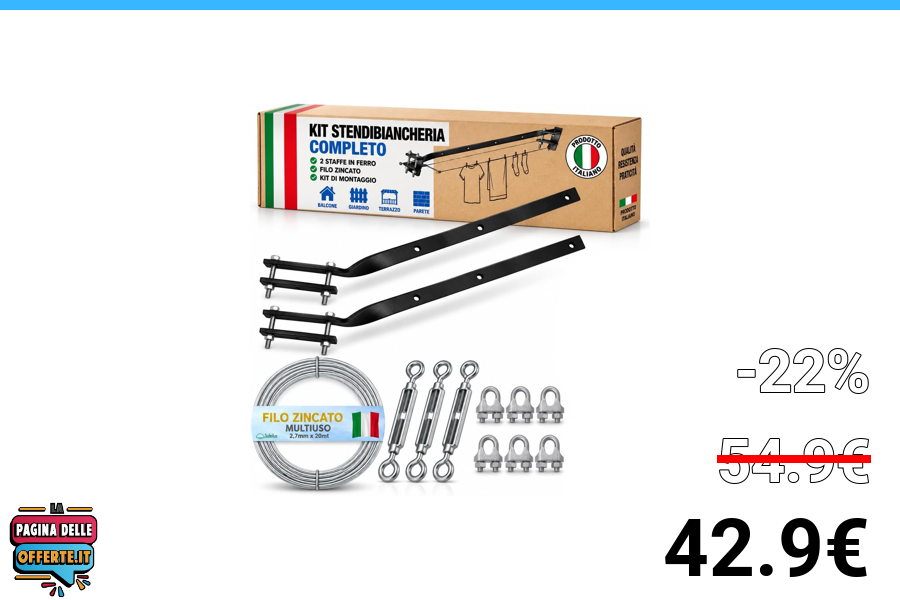 KIT STENDIBIANCHERIA
COMPLETO
2 STAFFE IN FERRO
FILO ZINCATO
KIT DI MONTAGGIO
BALCONE
GIARDINO
TERRAZZO
PARETE
PRODOTTO
ITALIANO
QUALITÀ
RESISTENZA
PRATICITÀ
PRODOTTO
ITALIANO
FILO ZINCATO
MULTIUSO
2,7mm x 20mt
-22%
54.9€
42.9€
LA
PAGINA DELLE
OFFERTE.IT